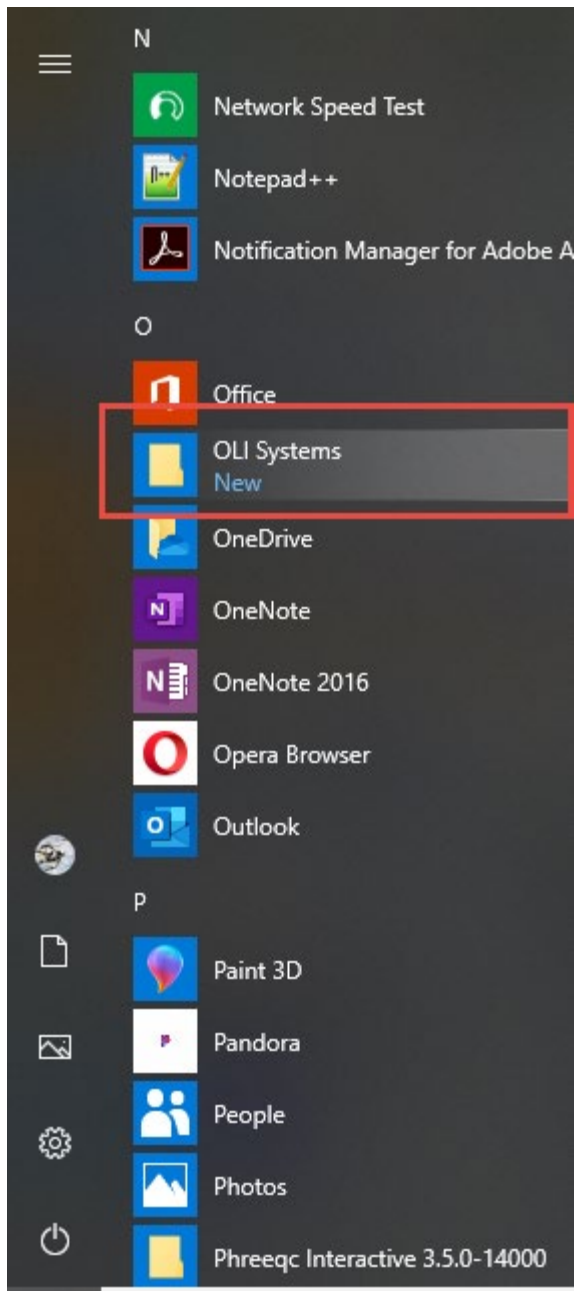 N
Network Speed Test
Notepad++
Notification Manager for Adobe A
O
Office
OLI Systems
New
OneDrive
OneNote
OneNote 2016
Opera Browser
Outlook
P
Paint 3D
Pandora
People
Photos
Phreeqc Interactive 3.5.0-14000